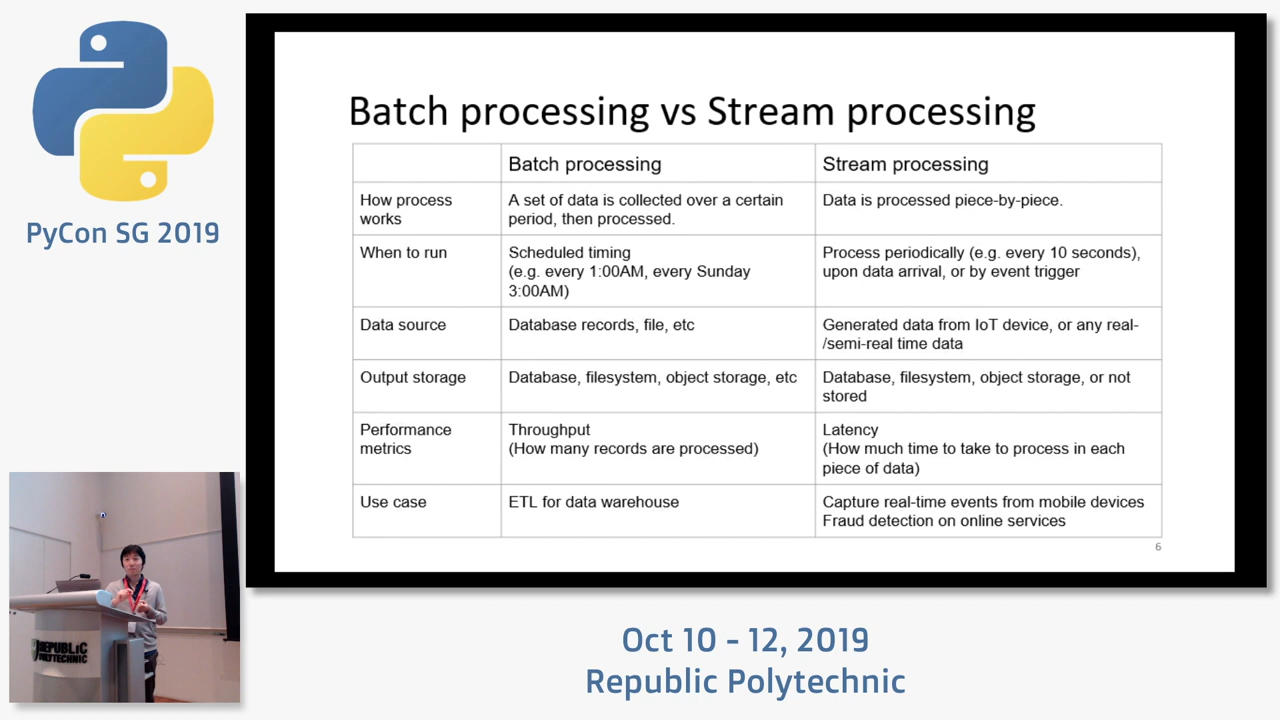 PyCon SG 2019
Batch processing vs Stream processing
Batch processing
Stream processing
How process
works
A set of data is collected over a certain
period, then processed.
Data is processed piece-by-piece.
When to run
Scheduled timing
(e.g. every 1:00AM, every Sunday
3:00AM)
Process periodically (e.g. every 10 seconds),
upon data arrival, or by event trigger
Data source
Database records, file, etc
Generated data from IoT device, or any real-
/semi-real time data
Output storage
Database, filesystem, object storage, etc
Database, filesystem, object storage, or not
stored
Performance
metrics
Throughput
(How many records are processed)
Latency
(How much time to take to process in each
piece of data)
Use case
ETL for data warehouse
Capture real-time events from mobile devices
Fraud detection on online services
6
REPUBLIC
POLYTECHNIC
Oct 10 - 12, 2019
Republic Polytechnic